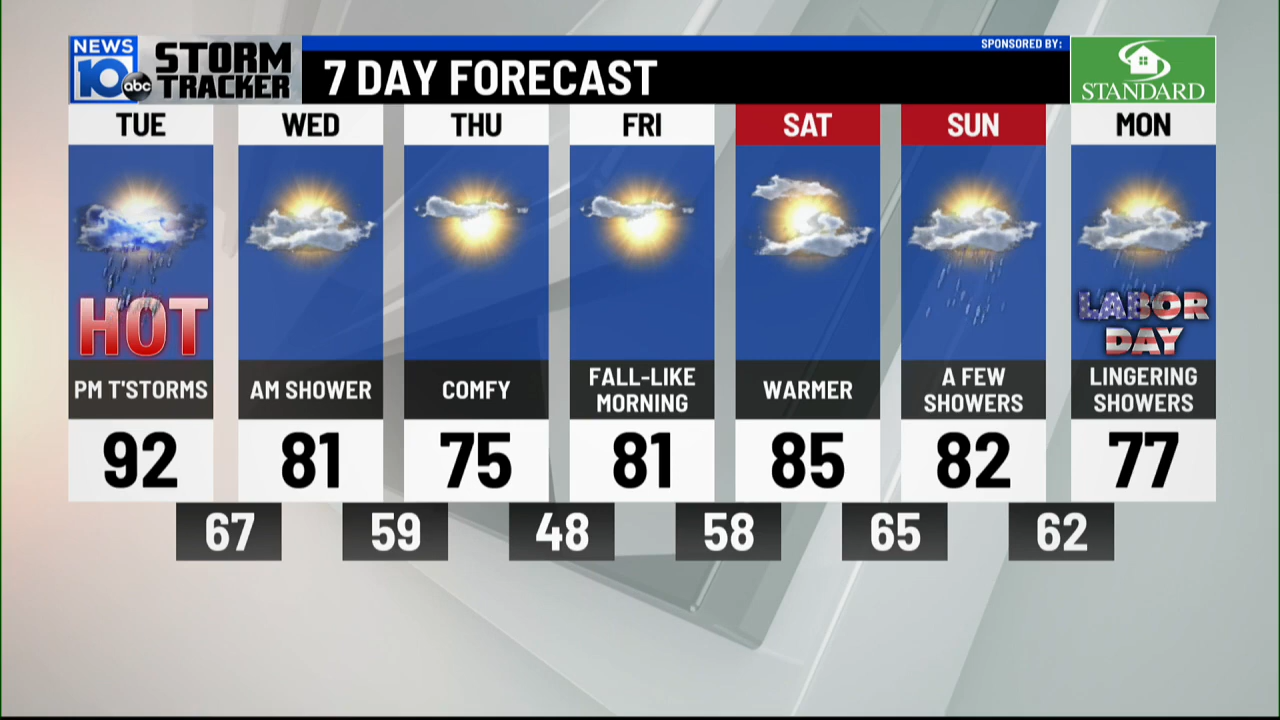 NEWS
10
abc
STORM
TRACKER
7 DAY FORECAST
SPONSORED BY:
STANDARD
TUE
WED
THU
FRI
SAT
SUN
MON
HOT
LABOR
DAY
PM T'STORMS
AM SHOWER
COMFY
FALL-LIKE
MORNING
WARMER
A FEW
SHOWERS
LINGERING
SHOWERS
92
81
75
81
85
82
77
67
59
48
58
65
62